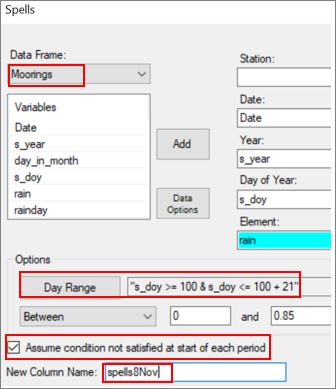 Spells
Data Frame:
Moorings
Variables
Date
s_year
day_in_month
s_doy
rain
rainday
Add
Data
Options
Station:
Date:
Date
Year:
s_year
Day of Year:
s_doy
Element:
rain
Options
Day Range
"s_doy >= 100 & s_doy <= 100 + 21"
Between
0
and
0.85
Assume condition not satisfied at start of each period
New Column Name:
spells8Nov